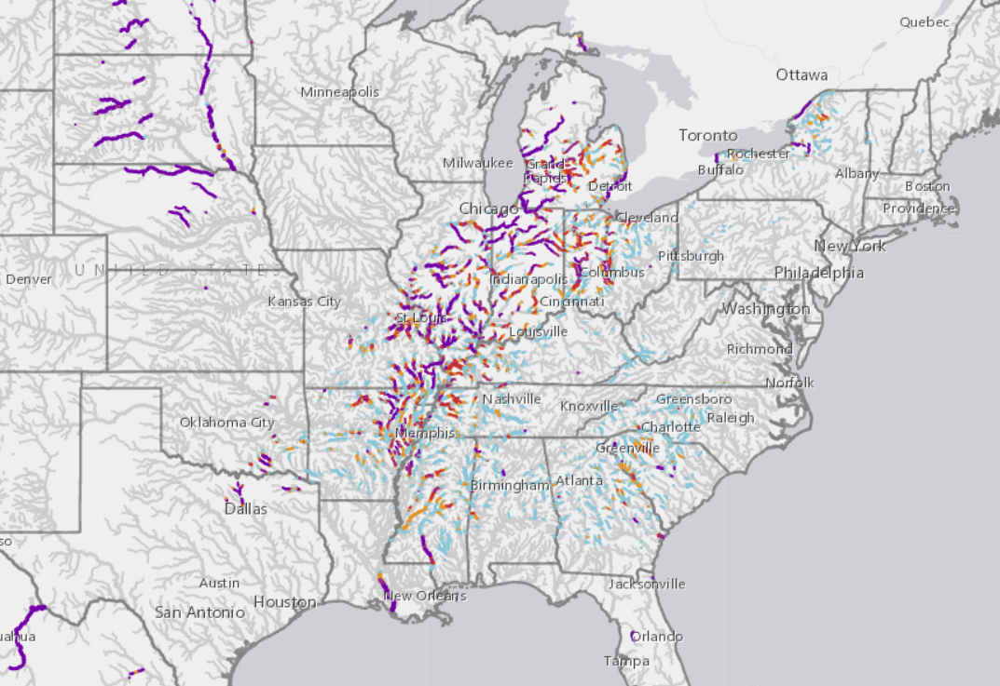 Quebec
Ottawa
Minneapolis
Toronto
Rochester
Milwaukee
Grand
Rapids
Buffalo
Albany
Detroit
Boston
Chicago
Providence
Cleveland
New York
Pittsburgh
UNITED STATES
Denver
Indianapolis
Columbus
Philadelphia
Kansas City
Cincinnati
Washington
St Louis
Louisville
Richmond
Norfolk
Nashville
Knoxville
Greensboro
Oklahoma City
Raleigh
Charlotte
Memphis
Greenville
Birmingham
Atlanta
Dallas
so
Austin
Jacksonville
New Orleans
Houston
San Antonio
uahua
Orlando
Tampa